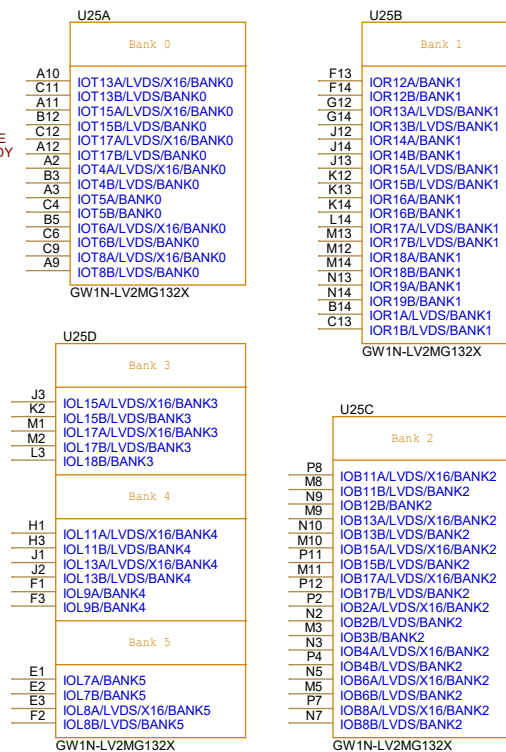 U25A
Bank 0
A10 IOT13A/LVDS/X16/BANK0
C11 IOT13B/LVDS/BANK0
A11 IOT15A/LVDS/X16/BANK0
B12 IOT15B/LVDS/BANK0
C12 IOT17A/LVDS/X16/BANK0
A12 IOT17B/LVDS/BANK0
A2 IOT4A/LVDS/X16/BANK0
B3 IOT4B/LVDS/BANK0
A3 IOT5A/BANK0
C4 IOT5B/BANK0
B5 IOT6A/LVDS/X16/BANK0
C6 IOT6B/LVDS/BANK0
C9 IOT8A/LVDS/X16/BANK0
A9 IOT8B/LVDS/BANK0
GW1N-LV2MG132X
U25B
Bank 1
F13 IOR12A/BANK1
F14 IOR12B/BANK1
G12 IOR13A/LVDS/BANK1
G14 IOR13B/LVDS/BANK1
J12 IOR14A/BANK1
J14 IOR14B/BANK1
J13 IOR15A/LVDS/BANK1
K12 IOR15B/LVDS/BANK1
K13 IOR16A/BANK1
K14 IOR16B/BANK1
L14 IOR17A/LVDS/BANK1
M13 IOR17B/LVDS/BANK1
M12 IOR18A/BANK1
M14 IOR18B/BANK1
N13 IOR19A/BANK1
N14 IOR19B/BANK1
B14 IOR1A/LVDS/BANK1
C13 IOR1B/LVDS/BANK1
GW1N-LV2MG132X
U25D
Bank 3
J3 IOL15A/LVDS/X16/BANK3
K2 IOL15B/LVDS/BANK3
M1 IOL17A/LVDS/X16/BANK3
M2 IOL17B/LVDS/BANK3
L3 IOL18B/BANK3
Bank 4
H1 IOL11A/LVDS/X16/BANK4
H3 IOL11B/LVDS/BANK4
J1 IOL13A/LVDS/X16/BANK4
J2 IOL13B/LVDS/BANK4
F1 IOL9A/BANK4
F3 IOL9B/BANK4
Bank 5
E1 IOL7A/BANK5
E2 IOL7B/BANK5
E3 IOL8A/LVDS/X16/BANK5
F2 IOL8B/LVDS/BANK5
GW1N-LV2MG132X
U25C
Bank 2
P8 IOB11A/LVDS/X16/BANK2
M8 IOB11B/LVDS/BANK2
N9 IOB12B/BANK2
M9 IOB13A/LVDS/X16/BANK2
N10 IOB13B/LVDS/BANK2
M10 IOB15A/LVDS/X16/BANK2
P11 IOB15B/LVDS/BANK2
M11 IOB17A/LVDS/X16/BANK2
P12 IOB17B/LVDS/BANK2
P2 IOB2A/LVDS/X16/BANK2
N2 IOB2B/LVDS/BANK2
M3 IOB3B/BANK2
N3 IOB4A/LVDS/X16/BANK2
P4 IOB4B/LVDS/BANK2
N5 IOB6A/LVDS/X16/BANK2
M5 IOB6B/LVDS/BANK2
P7 IOB8A/LVDS/X16/BANK2
N7 IOB8B/LVDS/BANK2
GW1N-LV2MG132X